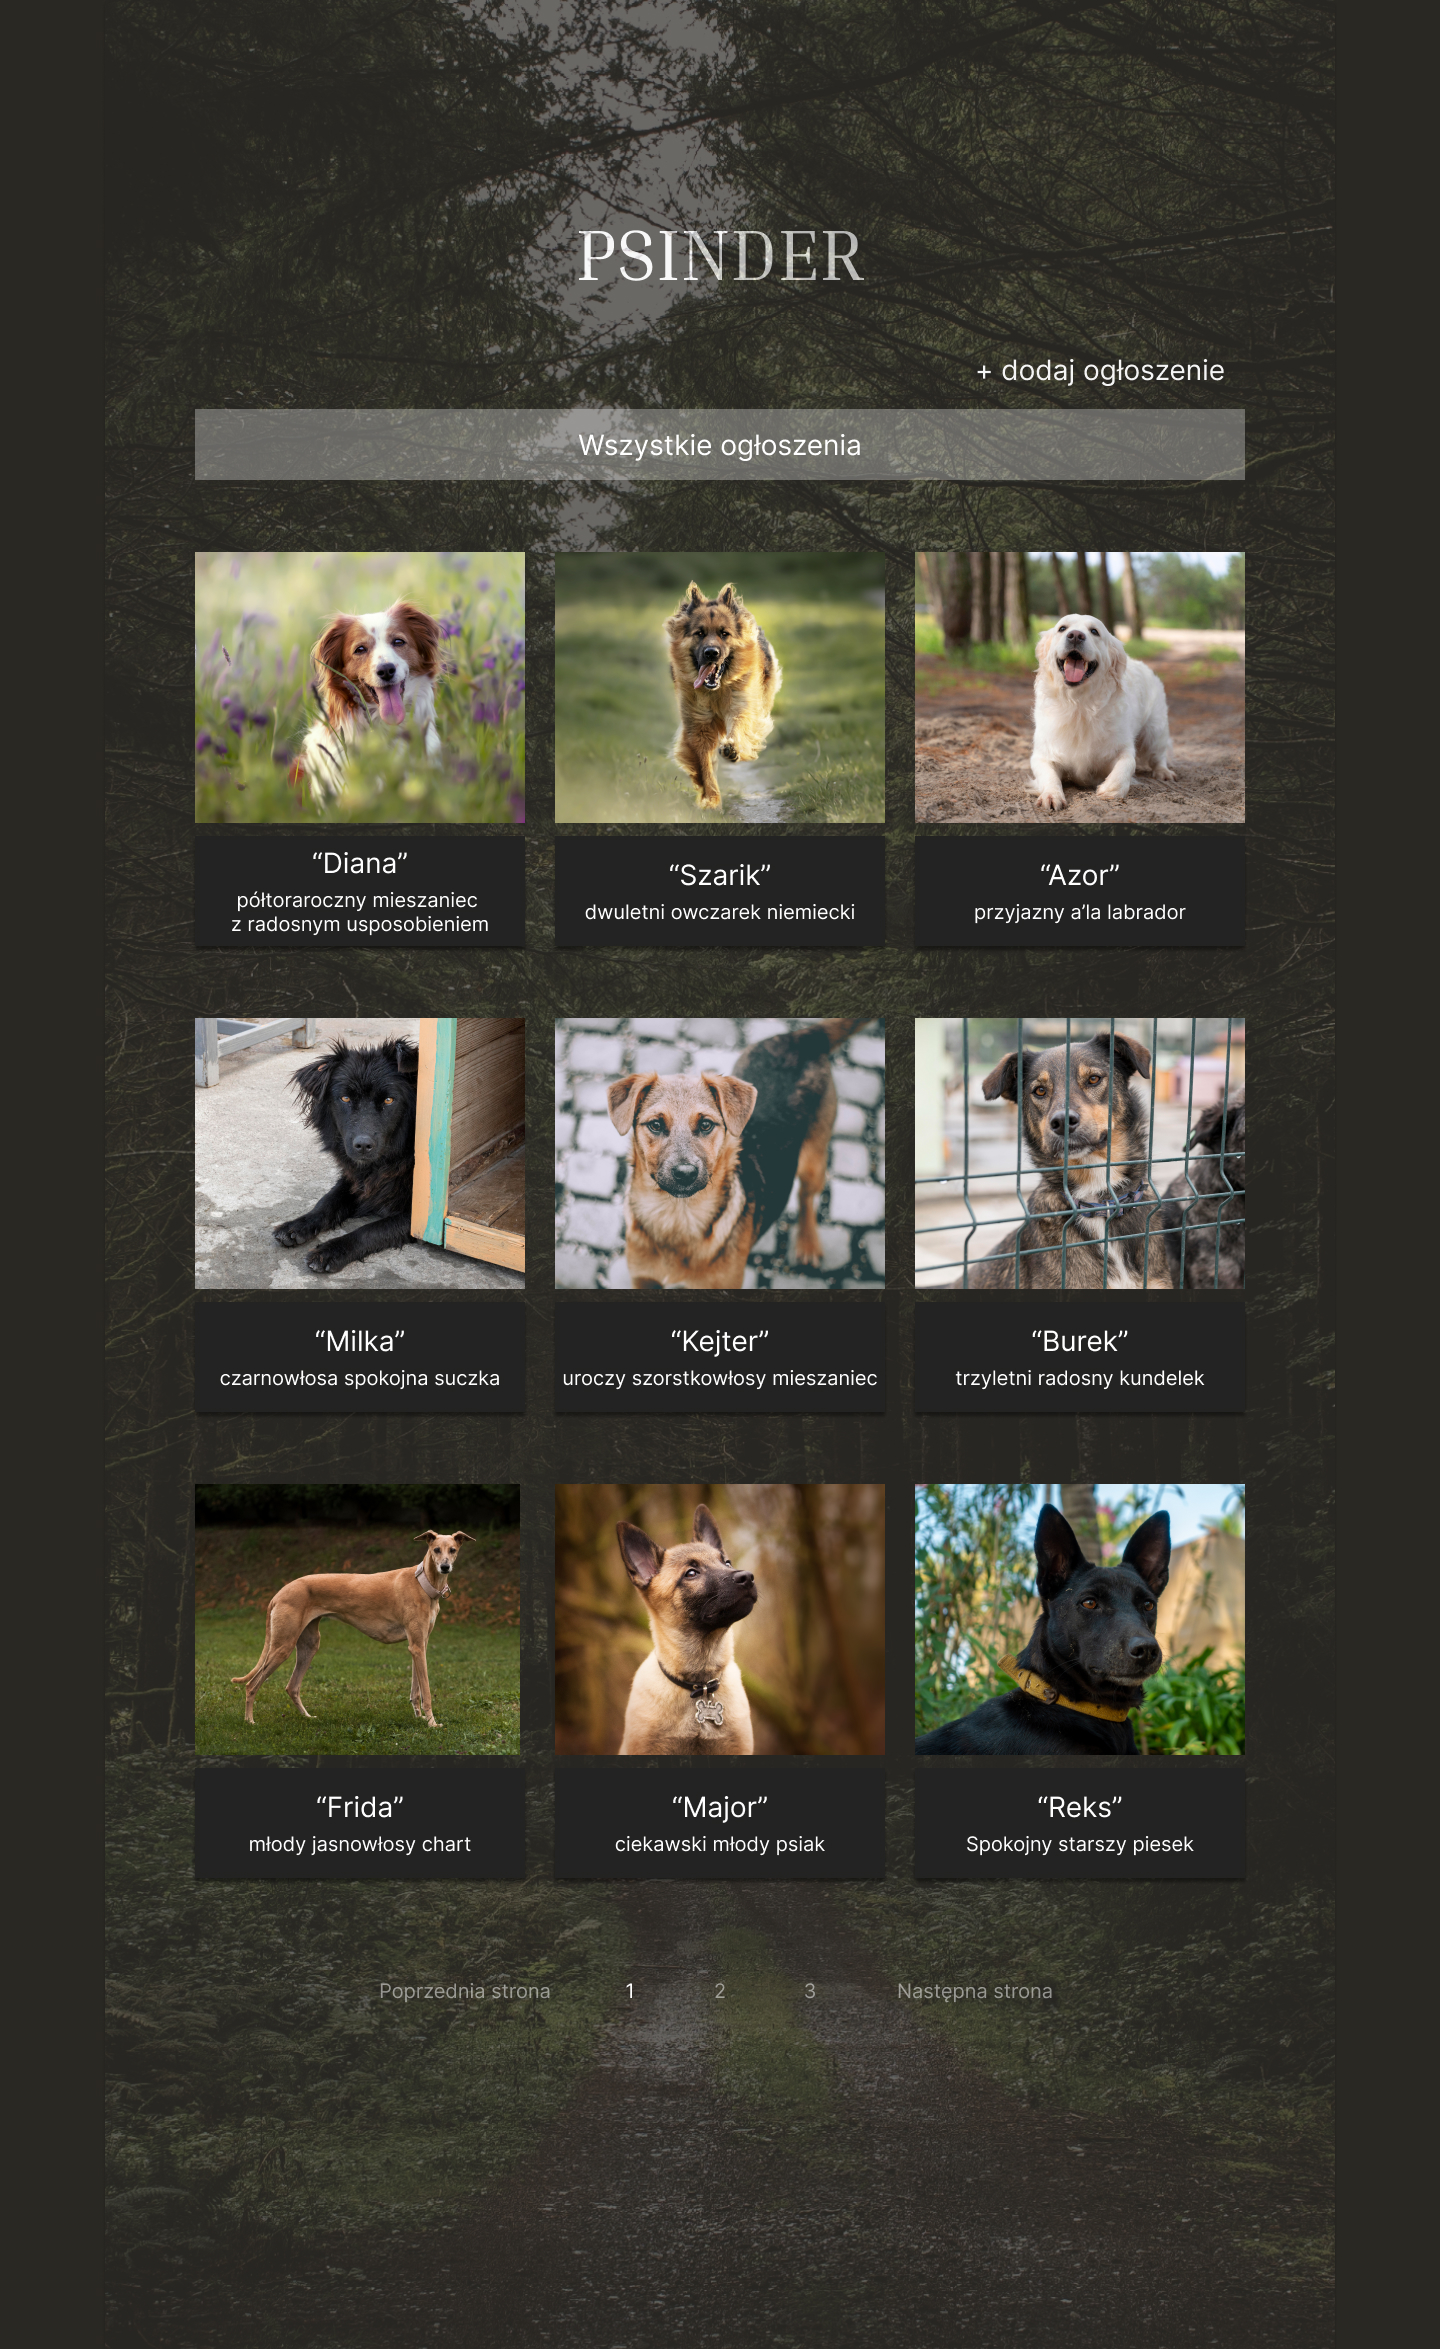 PSINDER
+ dodaj ogłoszenie
Wszystkie ogłoszenia
“Diana”
półtoraroczny mieszaniec
z radosnym usposobieniem
“Szarik”
dwuletni owczarek niemiecki
“Azor”
przyjazny a’la labrador
“Milka”
czarnowłosa spokojna suczka
“Kejter”
uroczy szorstkowłosy mieszaniec
“Burek”
trzyletni radosny kundelek
“Frida”
młody jasnowłosy chart
“Major”
ciekawski młody psiak
“Reks”
Spokojny starszy piesek
Poprzednia strona 1 2 3 Następna strona